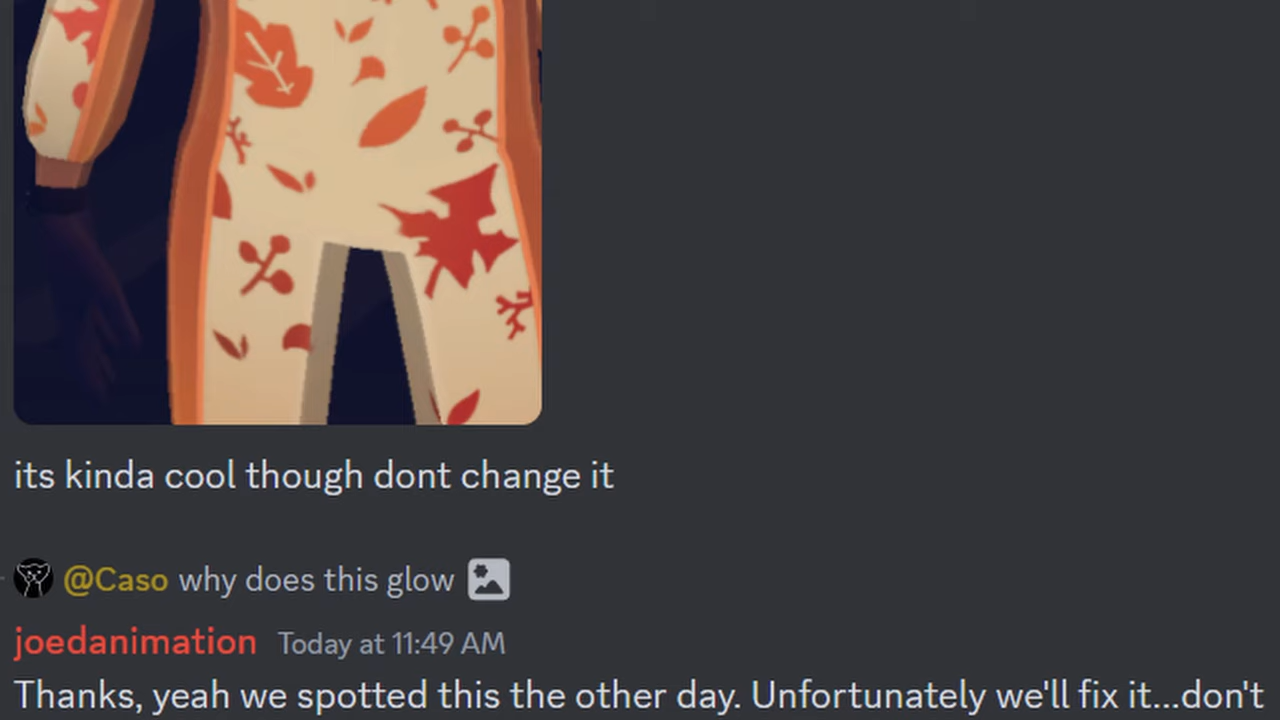 its kinda cool though dont change it
@Caso why does this glow
joedanimation Today at 11:49 AM
Thanks, yeah we spotted this the other day. Unfortunately we'll fix it...don't